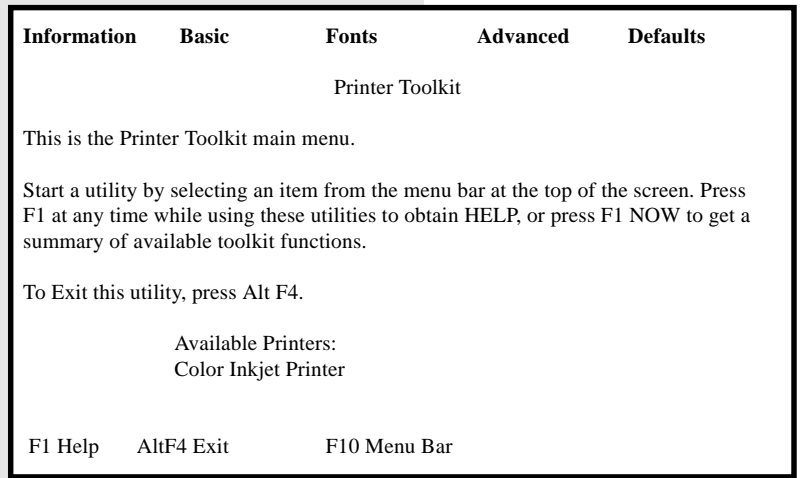 Information Basic Fonts Advanced Defaults
Printer Toolkit
This is the Printer Toolkit main menu.
Start a utility by selecting an item from the menu bar at the top of the screen. Press
F1 at any time while using these utilities to obtain HELP, or press F1 NOW to get a
summary of available toolkit functions.
To Exit this utility, press Alt F4.
Available Printers:
Color Inkjet Printer
F1 Help AltF4 Exit F10 Menu Bar